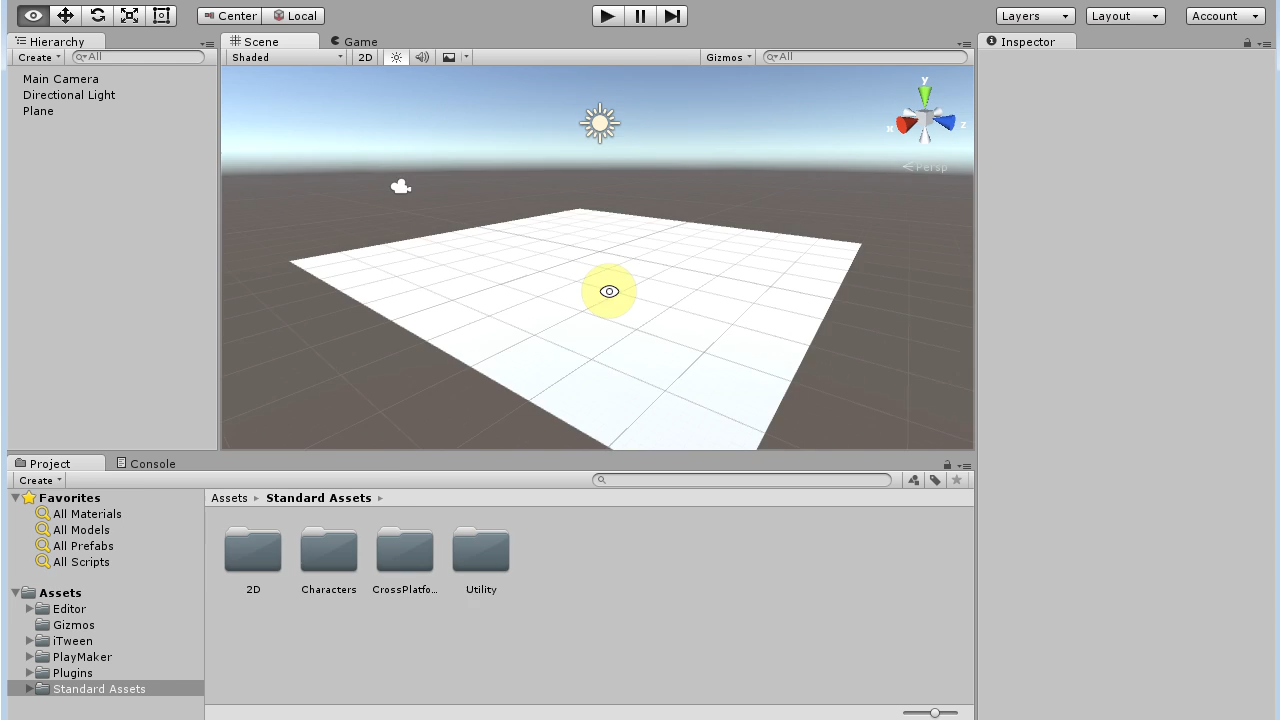 Center Local Layers Layout Account
Hierarchy Scene Game Inspector
Create All Shaded 2D Gizmos All
Main Camera
Directional Light
Plane
y
x z
Persp
Project Console
Create
Favorites Assets Standard Assets
All Materials
All Models
All Prefabs
All Scripts
2D Characters CrossPlatfo... Utility
Assets
Editor
Gizmos
iTween
PlayMaker
Plugins
Standard Assets